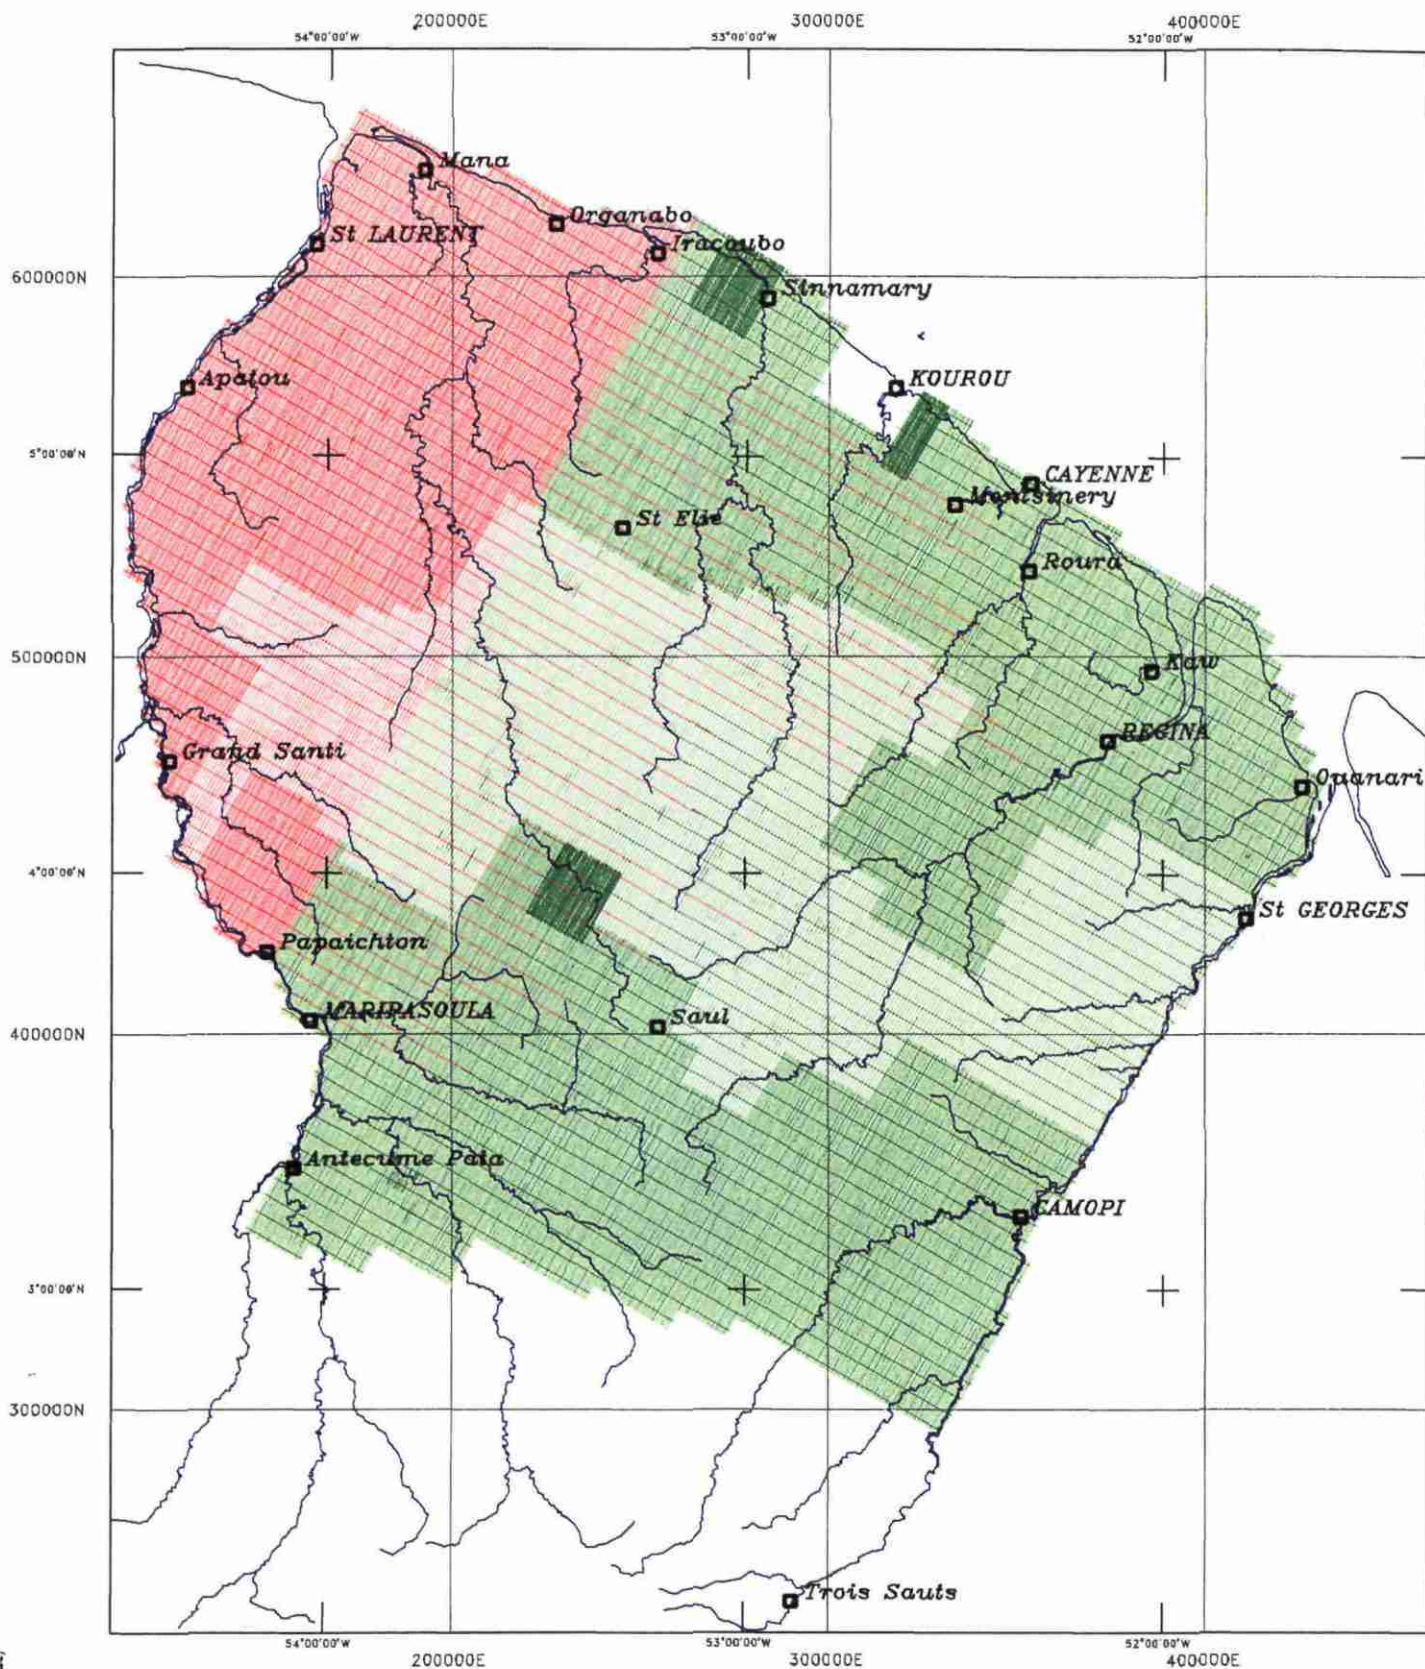 200000E 300000E 400000E
54°00'00"W 53°00'00"W 52°00'00"W
Mana
Organabo
St LAURENT
Iracoubo
600000N
Sinnamary
Apatou
KOUROU
5°00'00"N
CAYENNE
Montsinery
St Elie
Roura
500000N
Kaw
REGINA
Grand Santi
Ouanari
4°00'00"N
St GEORGES
Papaichton
MARIPASOULA
Saul
400000N
Antecume Pata
CAMOPI
3°00'00"N
300000N
Trois Sauts
54°00'00"W 53°00'00"W 52°00'00"W
200000E 300000E 400000E